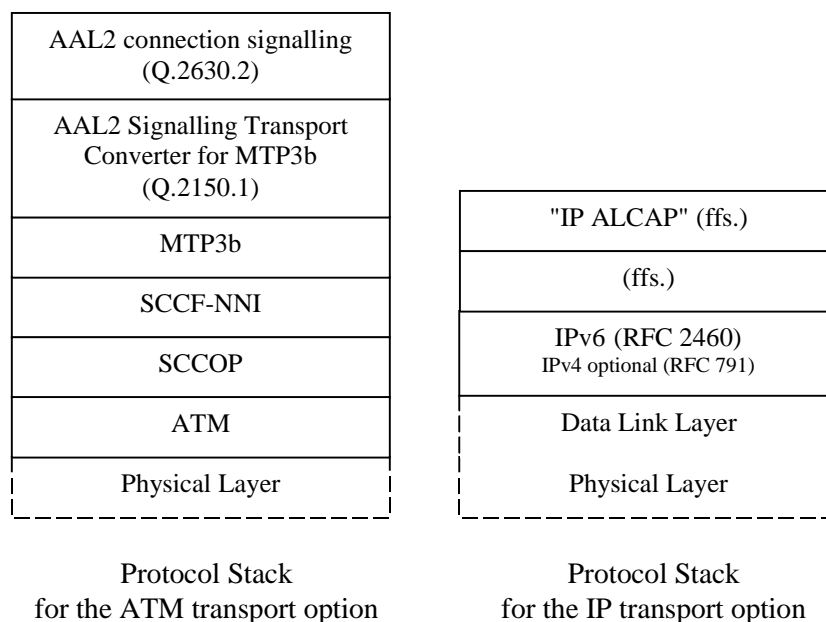 AAL2 connection signalling
(Q.2630.2)
AAL2 Signalling Transport
Converter for MTP3b
(Q.2150.1)
MTP3b
SCCF-NNI
SCCOP
ATM
Physical Layer
Protocol Stack
for the ATM transport option
"IP ALCAP" (ffs.)
(ffs.)
IPv6 (RFC 2460)
IPv4 optional (RFC 791)
Data Link Layer
Physical Layer
Protocol Stack
for the IP transport option